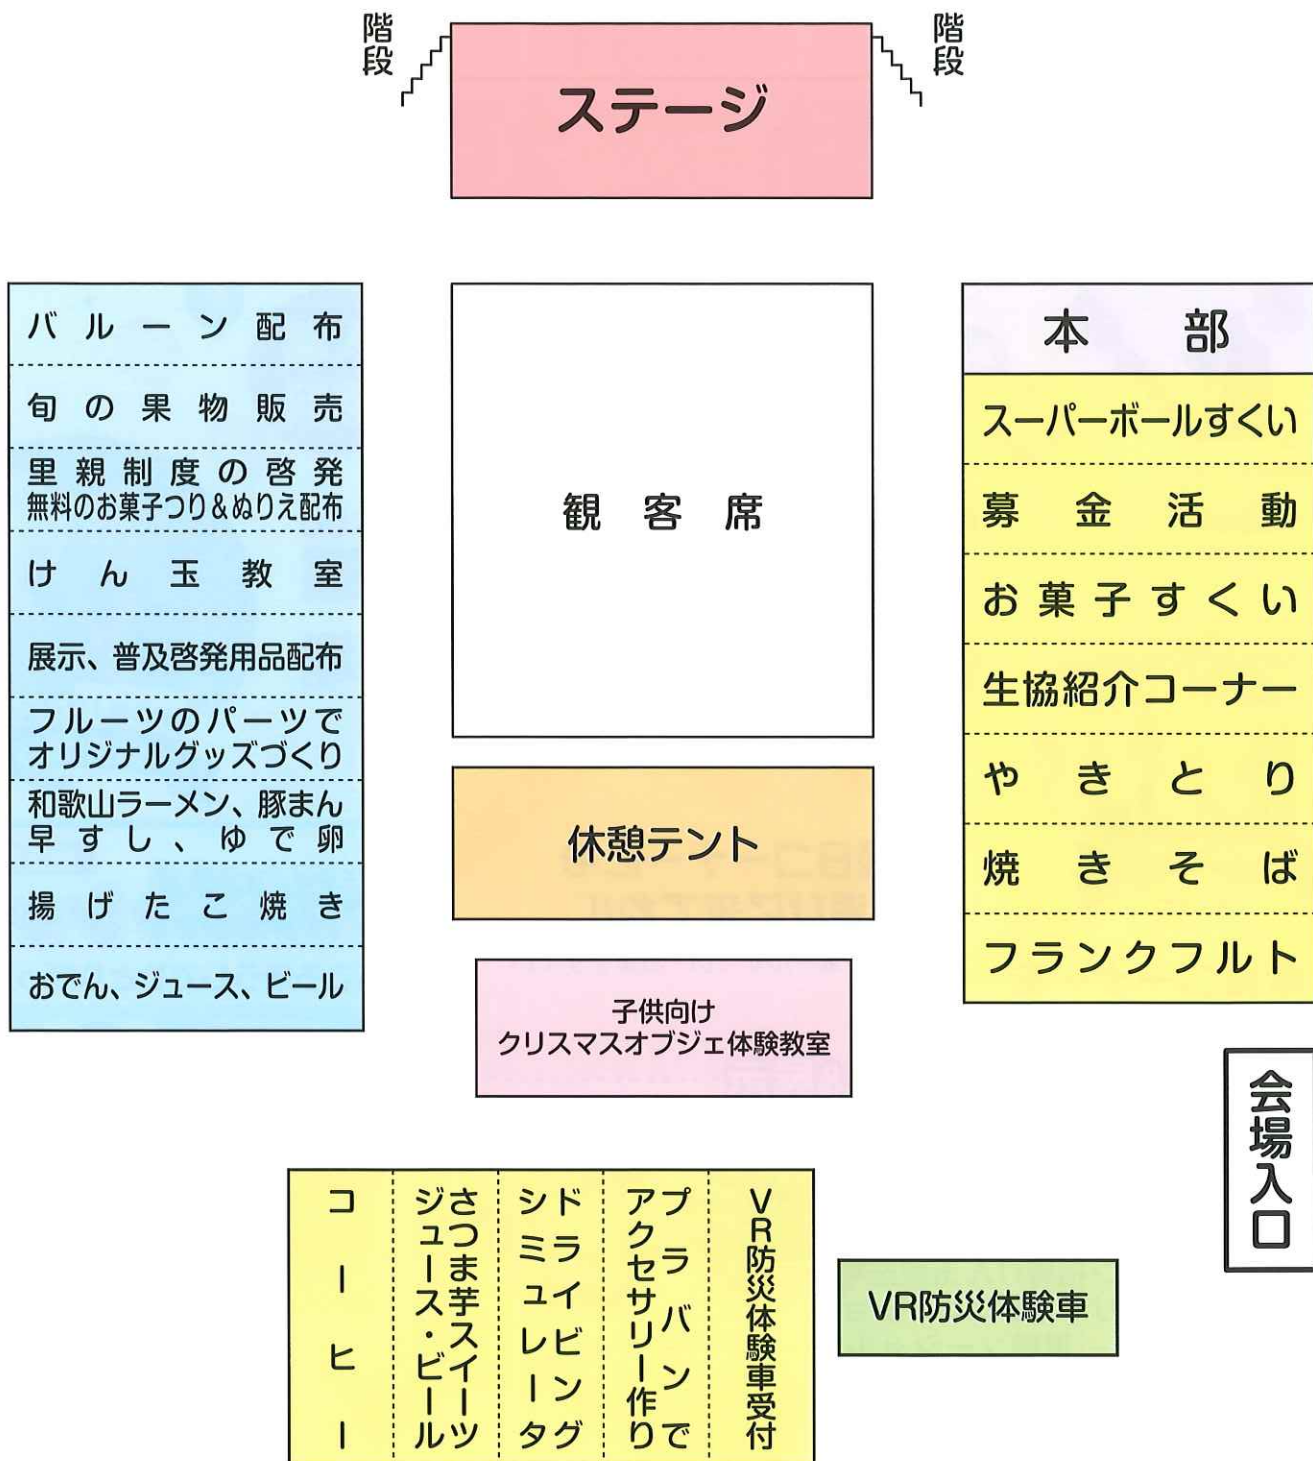 階段
ステージ
階段
バルーン配布
旬の果物販売
里親制度の啓発
無料のお菓子つり&ぬりえ配布
けん玉教室
展示、普及啓発用品配布
フルーツのパーツで
オリジナルグッズづくり
和歌山ラーメン、豚まん
早すし、ゆで卵
揚げたこ焼き
おでん、ジュース、ビール
観客席
休憩テント
子供向け
クリスマスオブジェ体験教室
本部
スーパーボールすくい
募金活動
お菓子すくい
生協紹介コーナー
やきとり
焼きそば
フランクフルト
会場入口
コーヒー
さつま芋スイーツ
ジュース・ビール
ドライビング
シミュレータ
プラバンで
アクセサリー作り
VR防災体験車受付
VR防災体験車